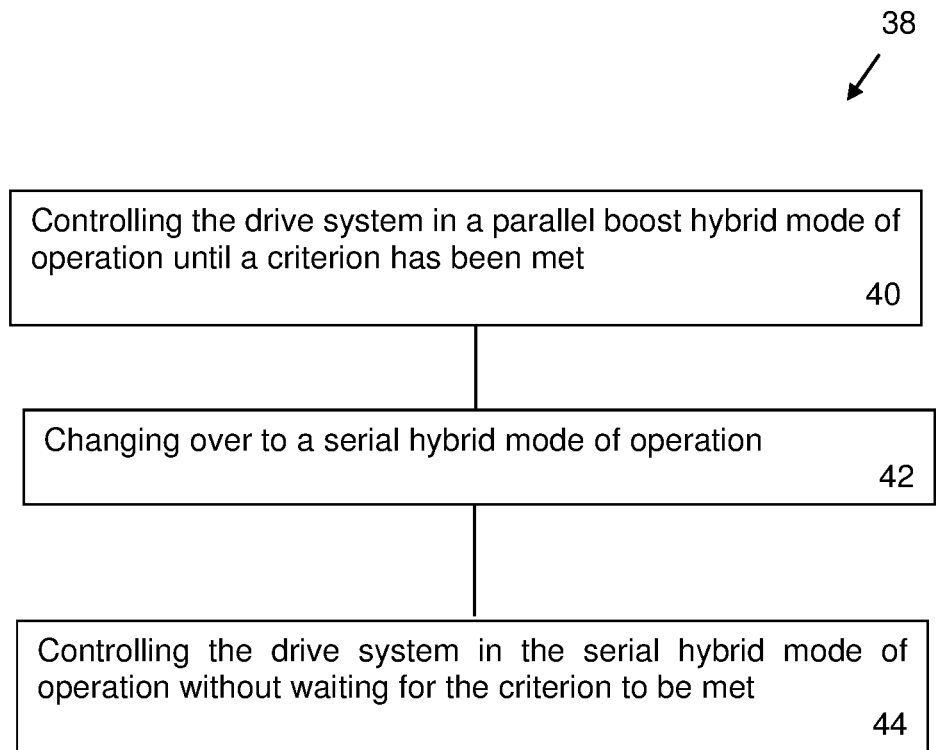 38
Controlling the drive system in a parallel boost hybrid mode of
operation until a criterion has been met
40
Changing over to a serial hybrid mode of operation
42
Controlling the drive system in the serial hybrid mode of
operation without waiting for the criterion to be met
44